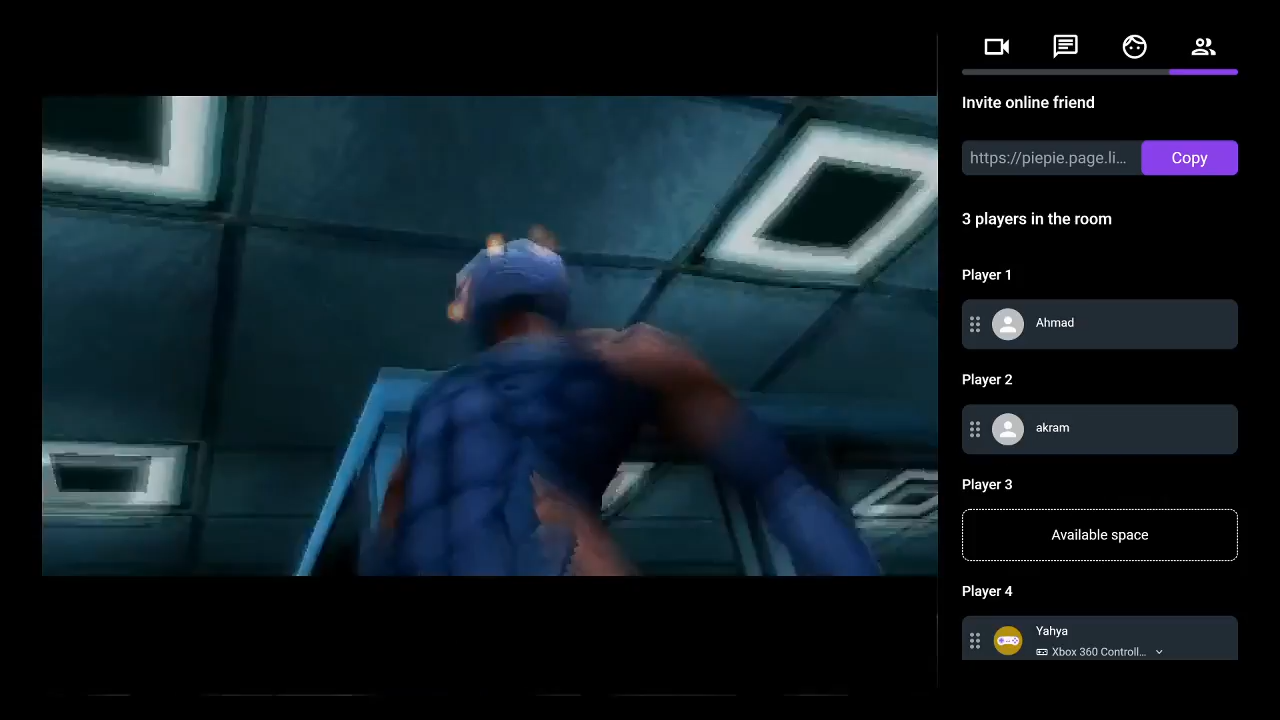 Invite online friend
https://piepie.page.li...
Copy
3 players in the room
Player 1
Ahmad
Player 2
akram
Player 3
Available space
Player 4
Yahya
Xbox 360 Controll...